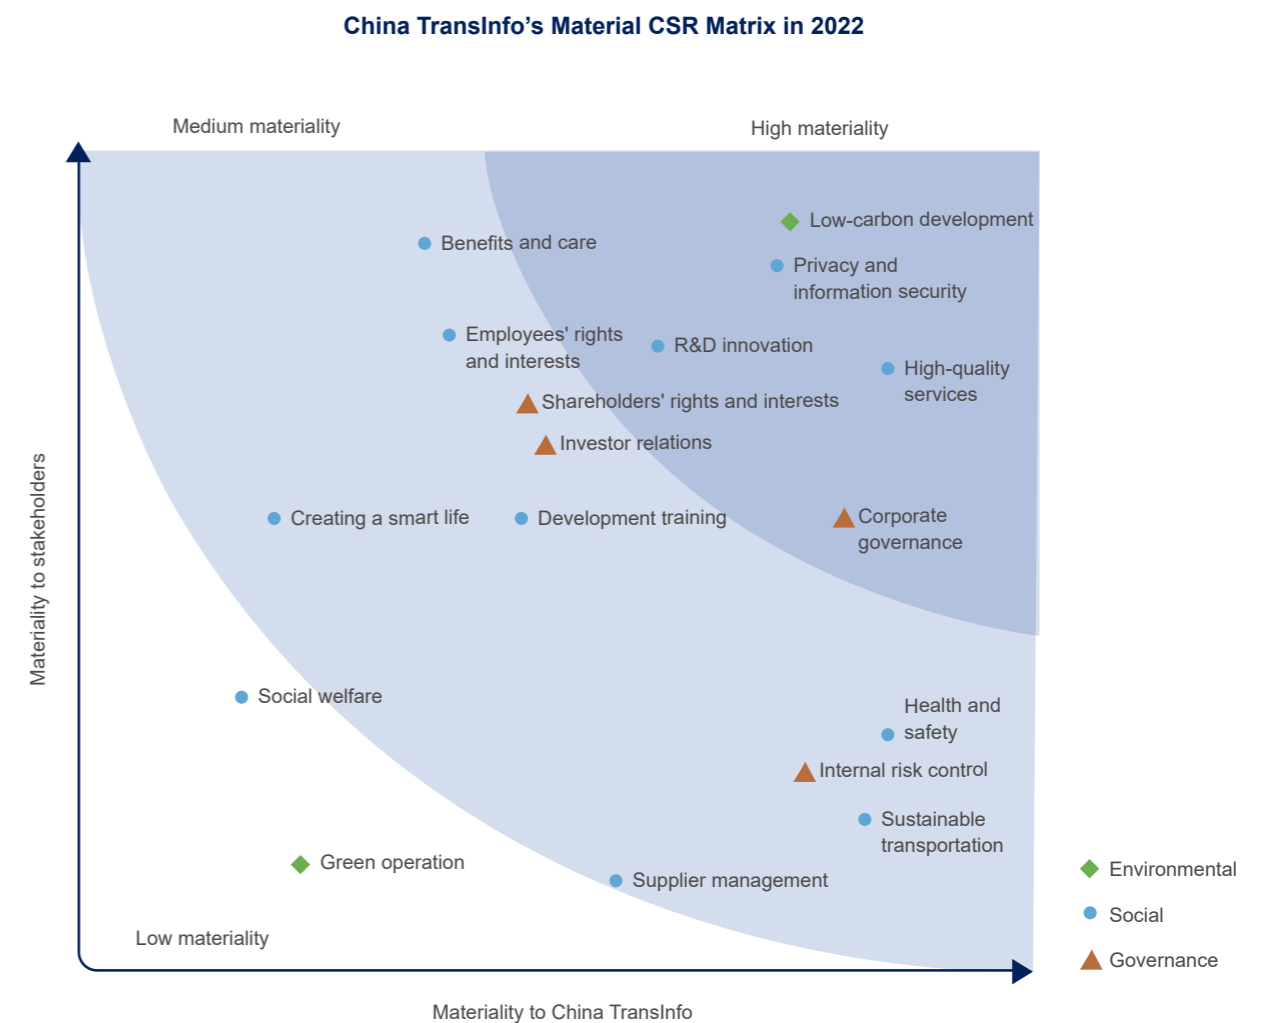 China TransInfo’s Material CSR Matrix in 2022
Medium materiality
High materiality
Low-carbon development
Benefits and care
Privacy and
information security
Employees' rights
and interests
R&D innovation
High-quality
services
Shareholders' rights and interests
Investor relations
Creating a smart life
Development training
Corporate
governance
Materiality to stakeholders
Social welfare
Health and
safety
Internal risk control
Sustainable
transportation
Green operation
Supplier management
Environmental
Social
Governance
Low materiality
Materiality to China TransInfo